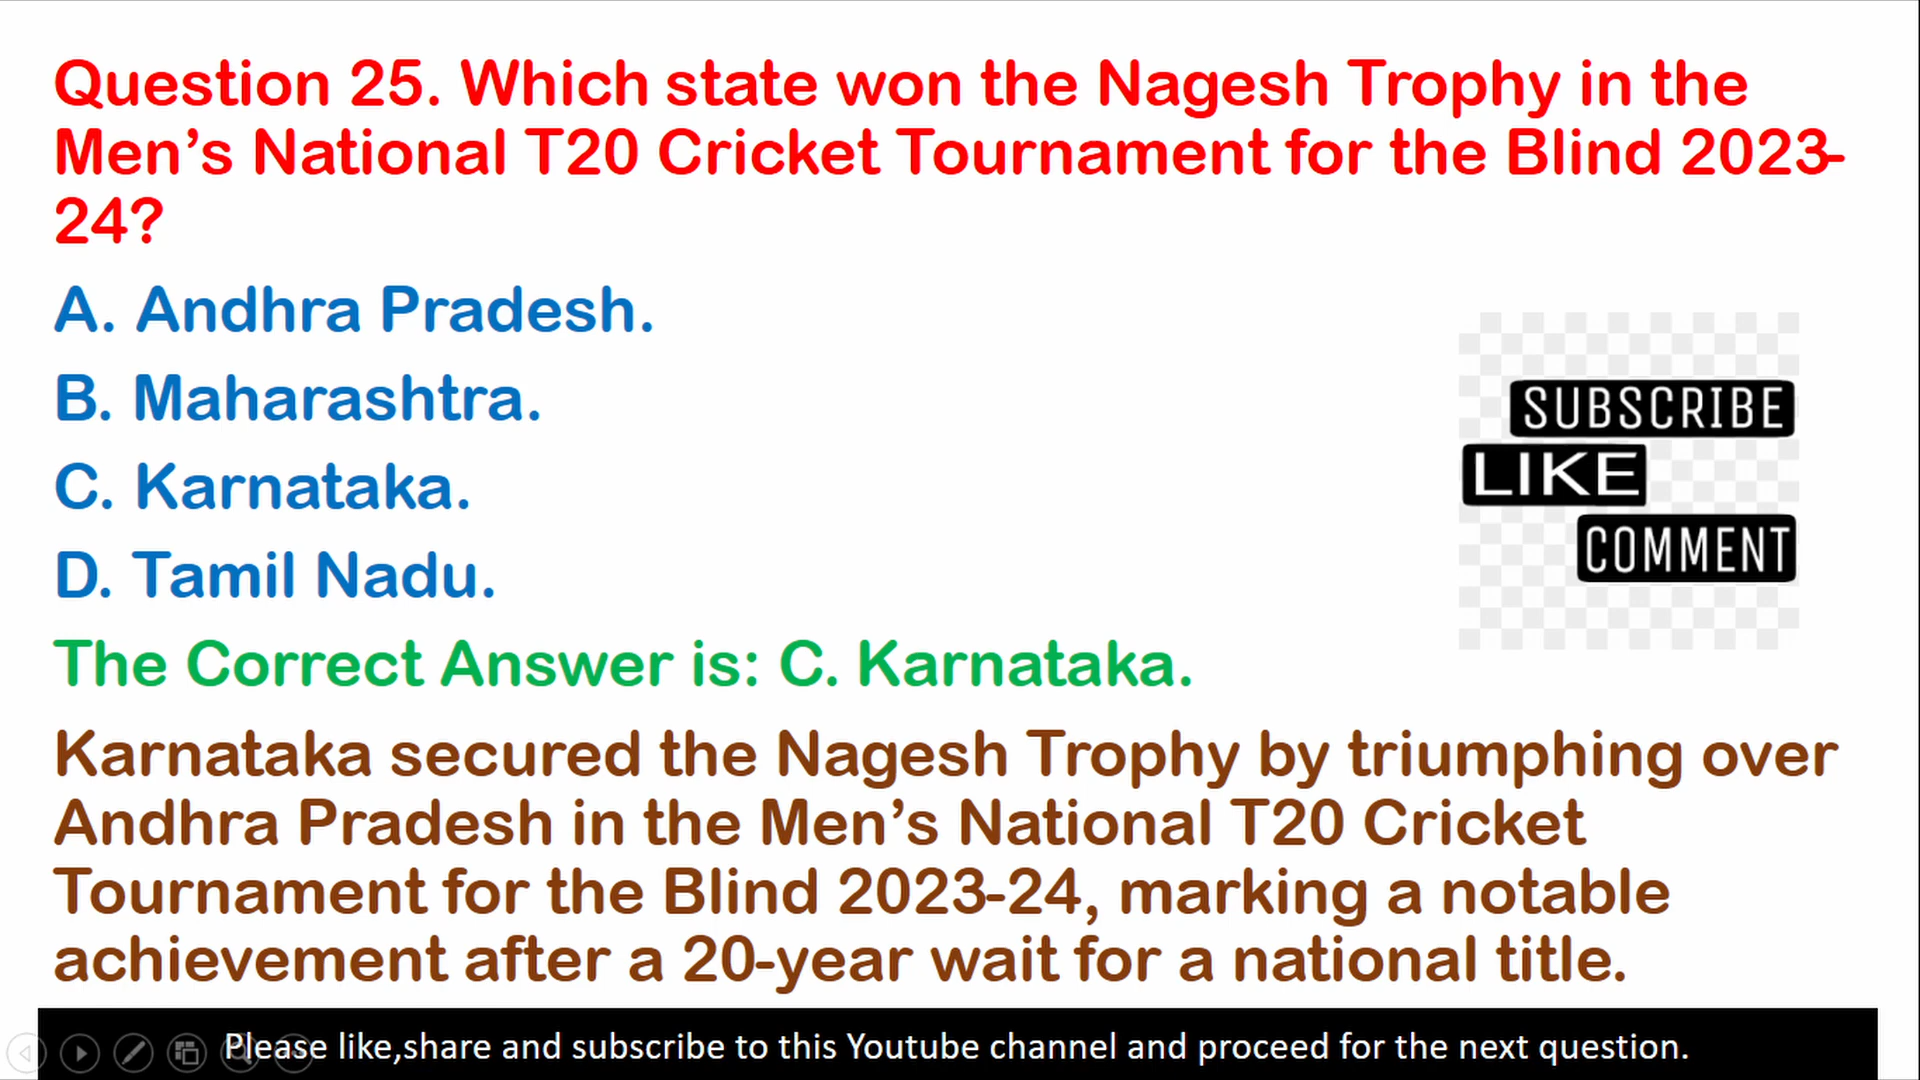 Question 25. Which state won the Nagesh Trophy in the
Men’s National T20 Cricket Tournament for the Blind 2023-
24?
A. Andhra Pradesh.
B. Maharashtra.
C. Karnataka.
D. Tamil Nadu.
SUBSCRIBE
LIKE
COMMENT
The Correct Answer is: C. Karnataka.
Karnataka secured the Nagesh Trophy by triumphing over
Andhra Pradesh in the Men’s National T20 Cricket
Tournament for the Blind 2023-24, marking a notable
achievement after a 20-year wait for a national title.
Please like,share and subscribe to this Youtube channel and proceed for the next question.